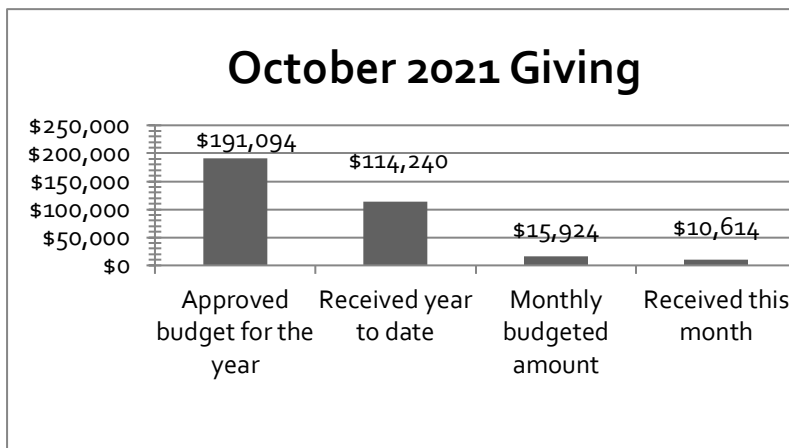 October 2021 Giving
$250,000
$200,000
$150,000
$100,000
$50,000
$0
$191,094
$114,240
$15,924
$10,614
Approved
budget for the
year
Received year
to date
Monthly
budgeted
amount
Received this
month